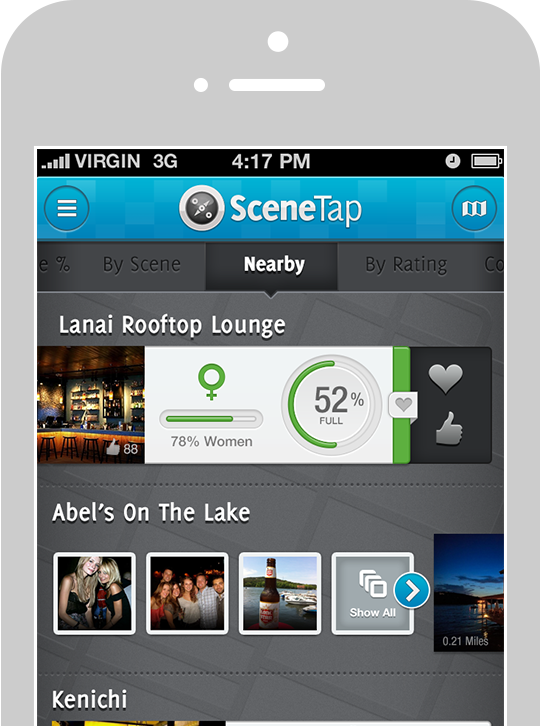 VIRGIN 3G 4:17 PM
SceneTap
e % By Scene Nearby By Rating Co
Lanai Rooftop Lounge
88
78% Women
52%
FULL
Abel's On The Lake
Show All
0.21 Miles
Kenichi